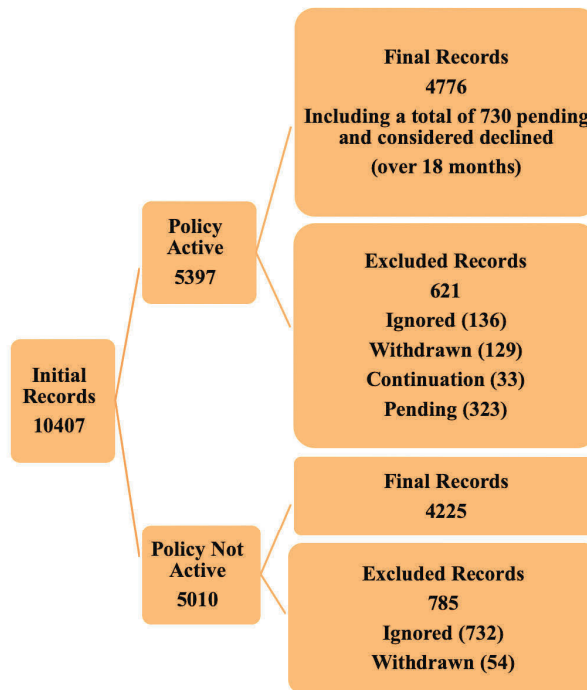 Initial
Records
10407
Policy
Active
5397
Final Records
4776
Including a total of 730 pending
and considered declined
(over 18 months)
Excluded Records
621
Ignored (136)
Withdrawn (129)
Continuation (33)
Pending (323)
Policy Not
Active
5010
Final Records
4225
Excluded Records
785
Ignored (732)
Withdrawn (54)